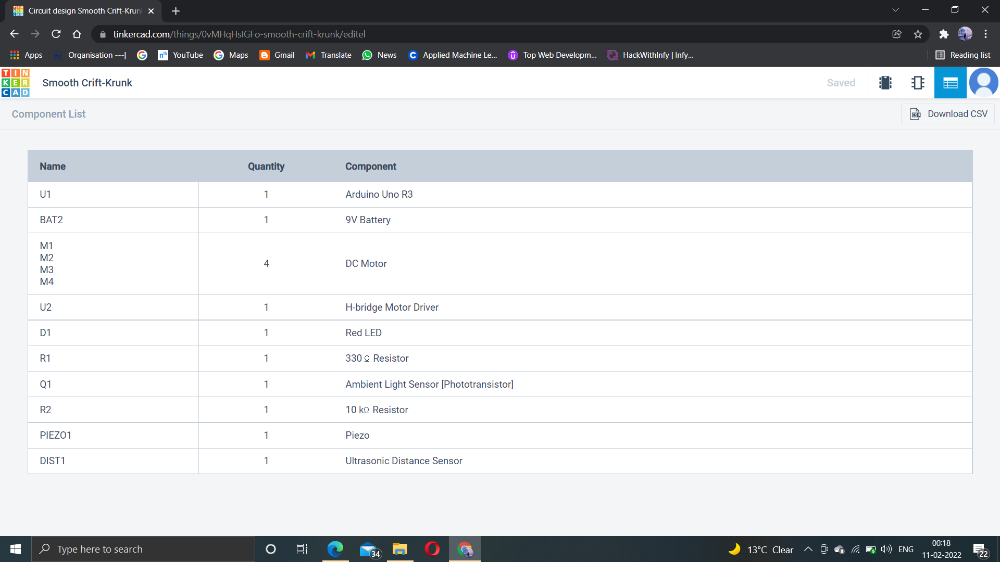 Circuit design Smooth Crift-Krun
tinkercad.com/things/0vMHqHslGFo-smooth-crift-krunk/editel
Apps Organisation ---| YouTube Maps Gmail Translate News Applied Machine Le... Top Web Developm... HackWithInfy | Infy... Reading list
TIN
KER
CAD
Smooth Crift-Krunk Saved
Component List Download CSV
Name Quantity Component
U1 1 Arduino Uno R3
BAT2 1 9V Battery
M1
M2
M3
M4
4 DC Motor
U2 1 H-bridge Motor Driver
D1 1 Red LED
R1 1 330 Ω Resistor
Q1 1 Ambient Light Sensor [Phototransistor]
R2 1 10 kΩ Resistor
PIEZO1 1 Piezo
DIST1 1 Ultrasonic Distance Sensor
Type here to search 34 13°C Clear ENG 00:18
11-02-2022 22